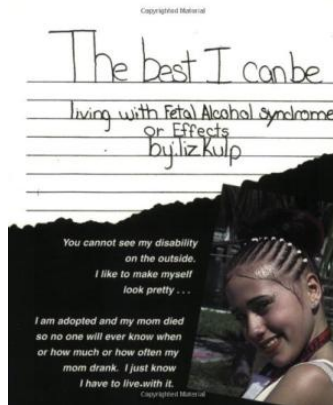 Copyrighted Material
The best I can be
living with Fetal Alcohol Syndrome
or Effects
by: liz Kulp
You cannot see my disability
on the outside.
I like to make myself
look pretty . . .
I am adopted and my mom died
so no one will ever know when
or how much or how often my
mom drank. I just know
I have to live with it.
Copyrighted Material